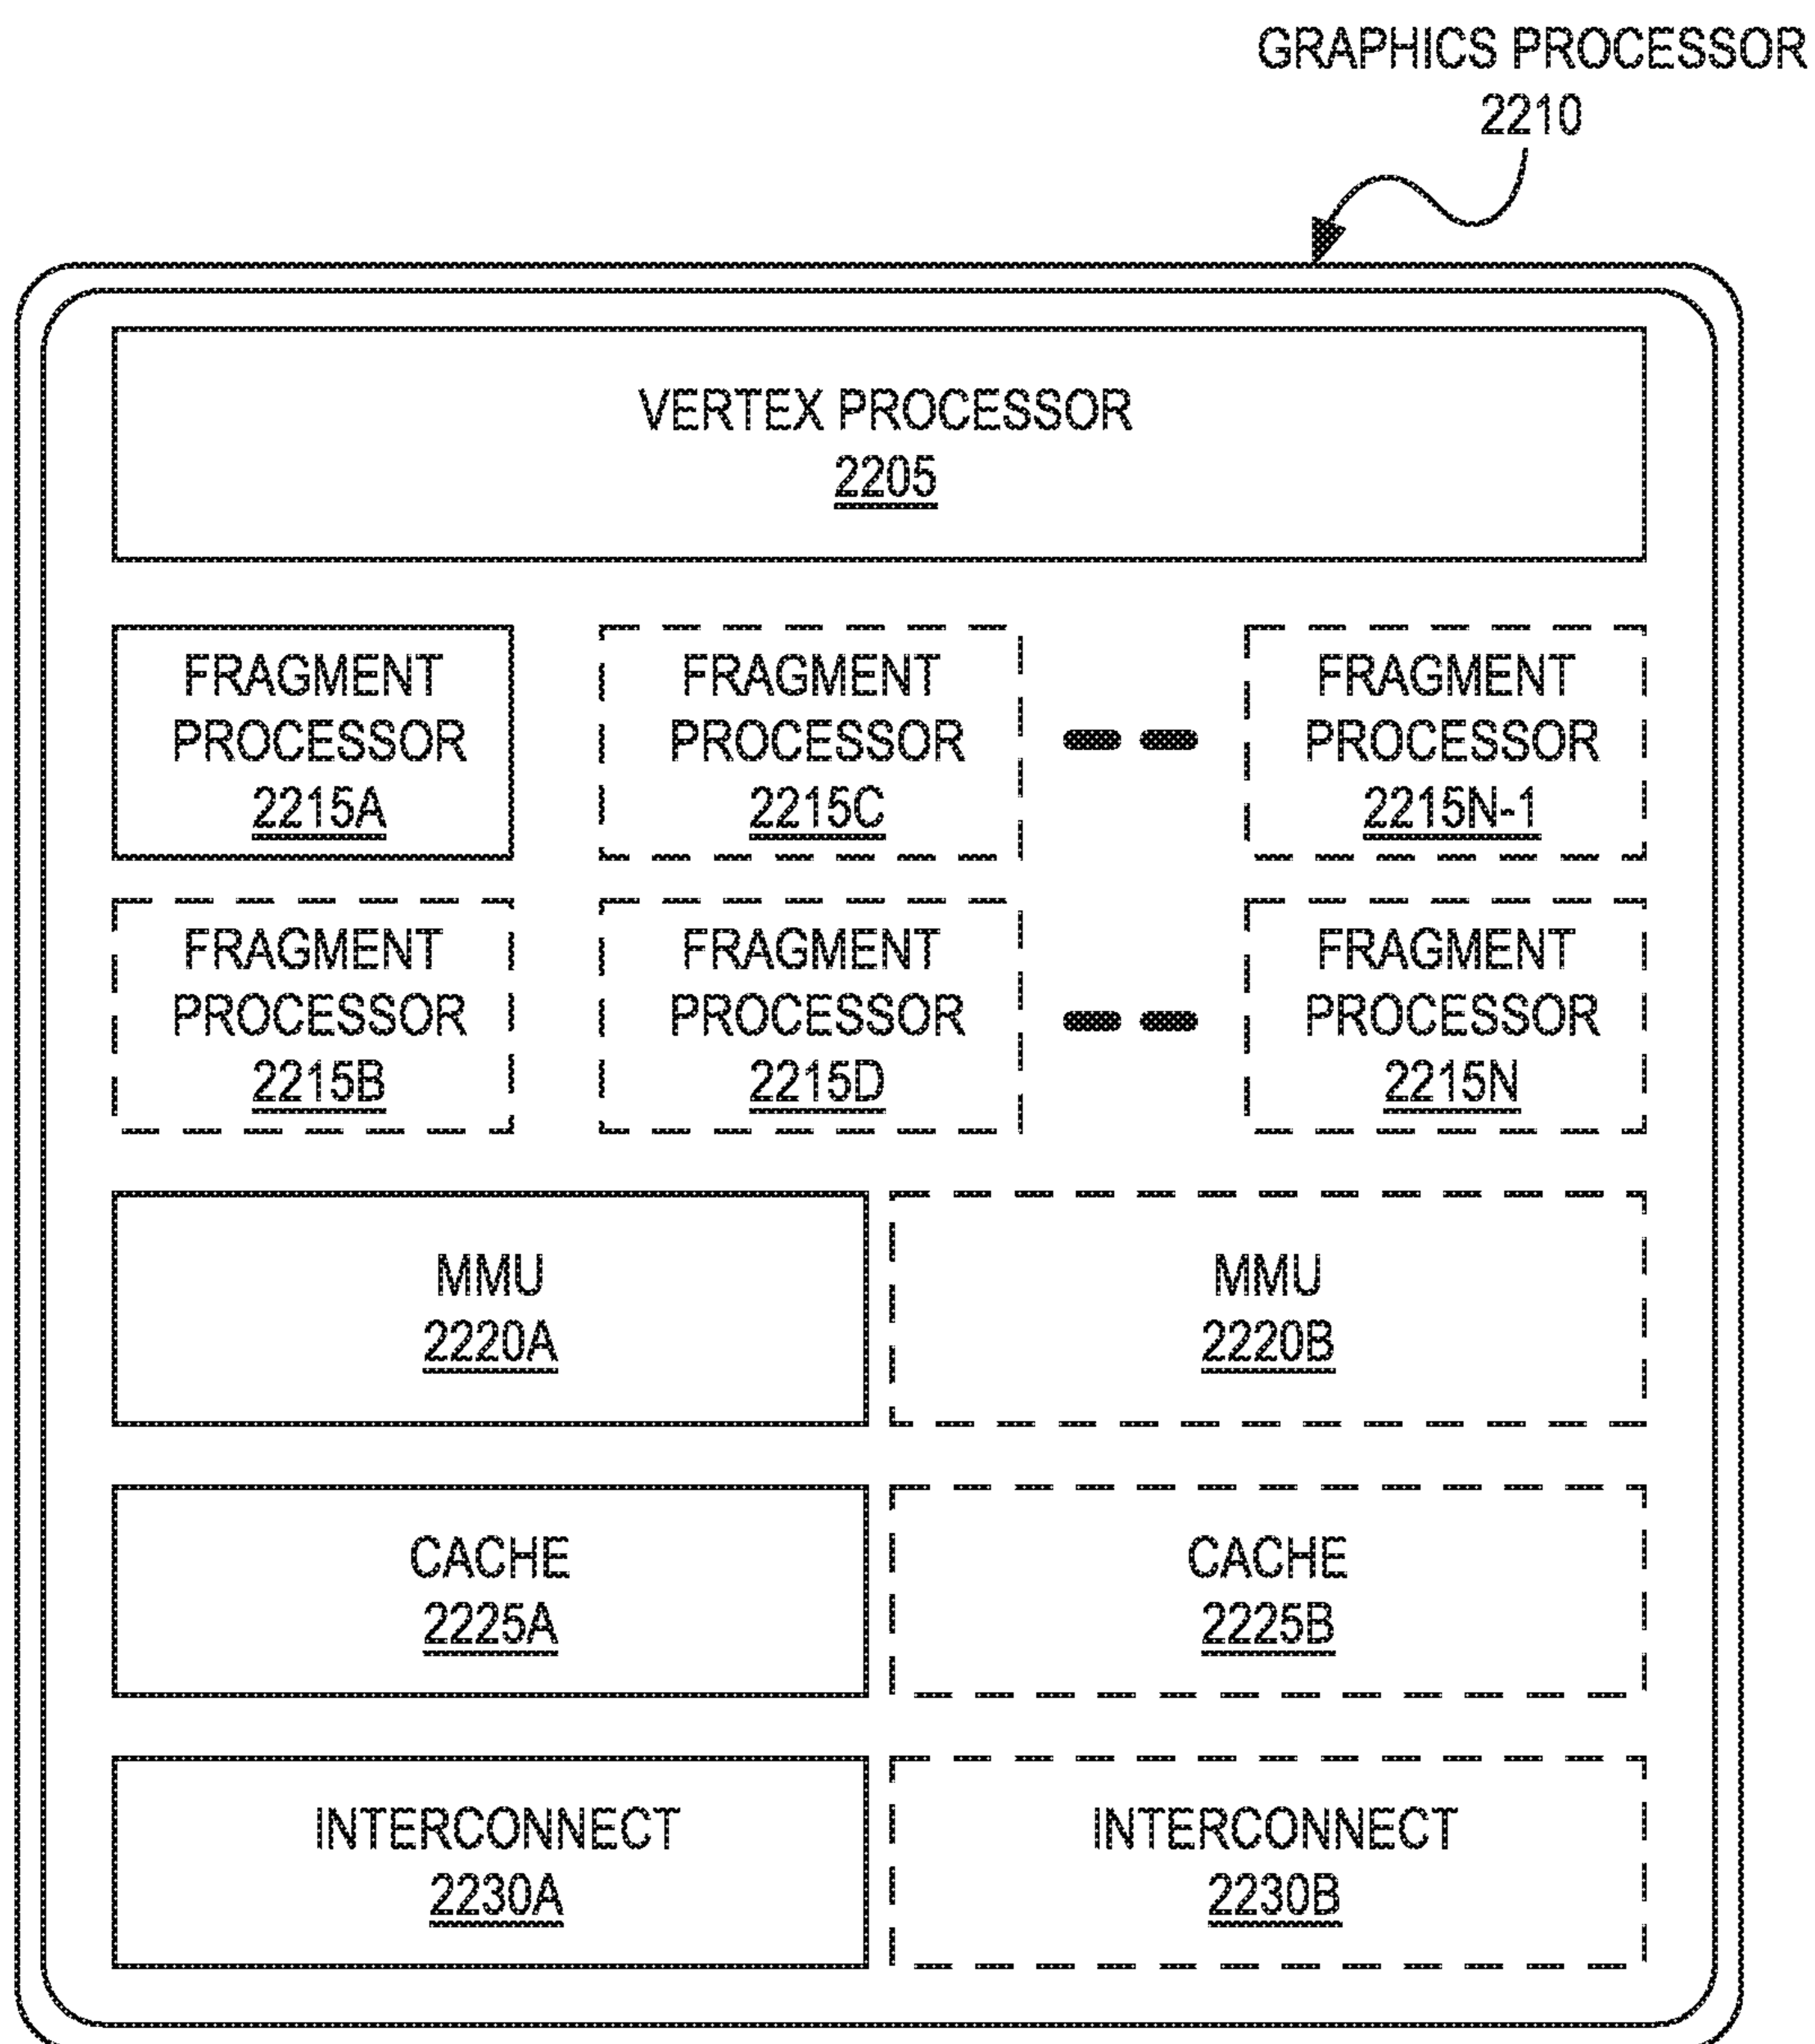 GRAPHICS PROCESSOR
2210
VERTEX PROCESSOR
2205
FRAGMENT
PROCESSOR
2215A
FRAGMENT
PROCESSOR
2215C
FRAGMENT
PROCESSOR
2215N-1
FRAGMENT
PROCESSOR
2215B
FRAGMENT
PROCESSOR
2215D
FRAGMENT
PROCESSOR
2215N
MMU
2220A
MMU
2220B
CACHE
2225A
CACHE
2225B
INTERCONNECT
2230A
INTERCONNECT
2230B